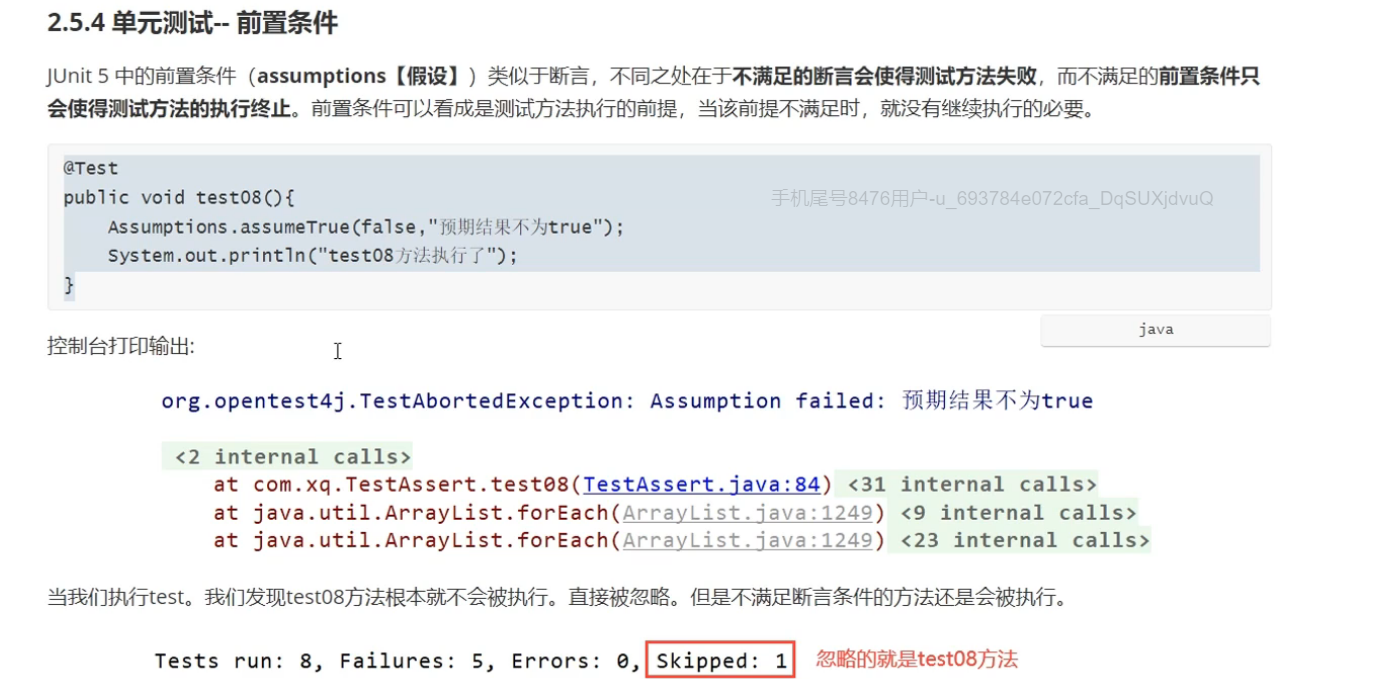 2.5.4 单元测试-- 前置条件
JUnit 5 中的前置条件（assumptions【假设】）类似于断言，不同之处在于不满足的断言会使得测试方法失败，而不满足的前置条件只
会使得测试方法的执行终止。前置条件可以看成是测试方法执行的前提，当该前提不满足时，就没有继续执行的必要。
@Test
public void test08(){
手机尾号8476用户-u_693784e072cfa_DqSUXjdvuQ
Assumptions.assumeTrue(false,"预期结果不为true");
System.out.println("test08方法执行了");
}
java
控制台打印输出:
org.opentest4j.TestAbortedException: Assumption failed: 预期结果不为true
<2 internal calls>
at com.xq.TestAssert.test08(TestAssert.java:84) <31 internal calls>
at java.util.ArrayList.forEach(ArrayList.java:1249) <9 internal calls>
at java.util.ArrayList.forEach(ArrayList.java:1249) <23 internal calls>
当我们执行test。我们发现test08方法根本就不会被执行。直接被忽略。但是不满足断言条件的方法还是会被执行。
Tests run: 8, Failures: 5, Errors: 0, Skipped: 1 忽略的就是test08方法